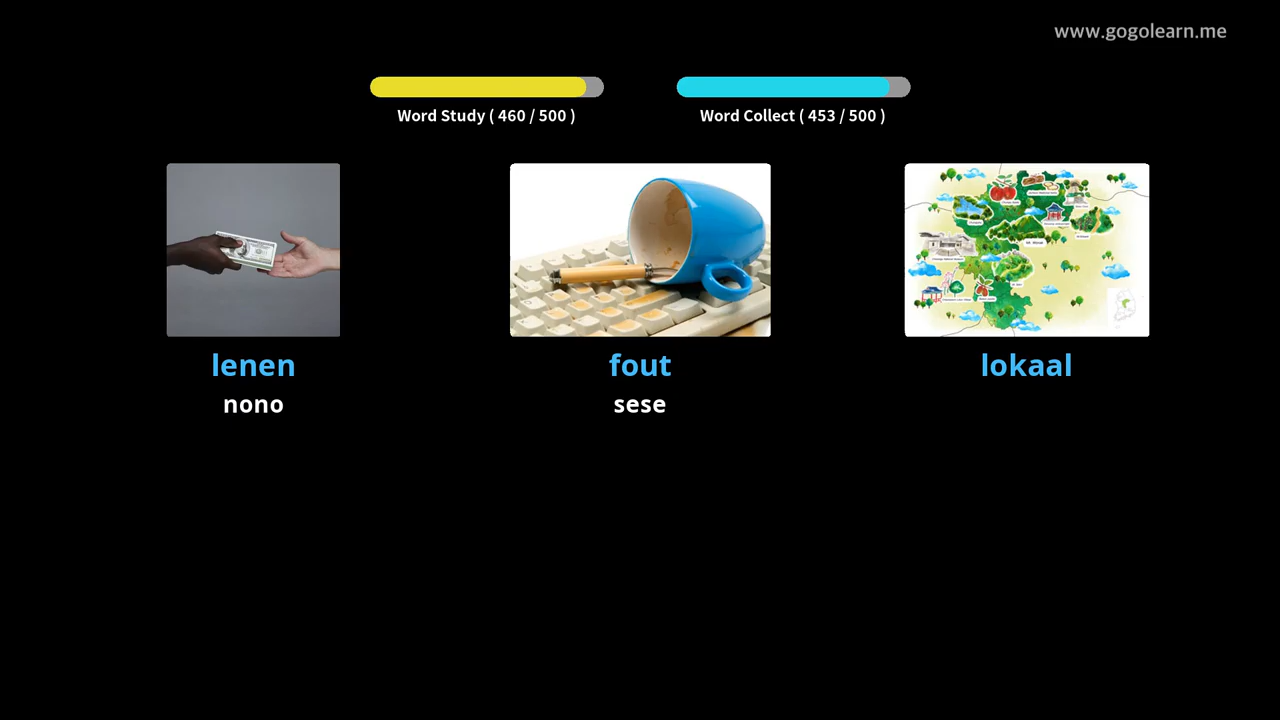 www.gogolearn.me
Word Study ( 460 / 500 )
Word Collect ( 453 / 500 )
lenen
fout
lokaal
nono
sese